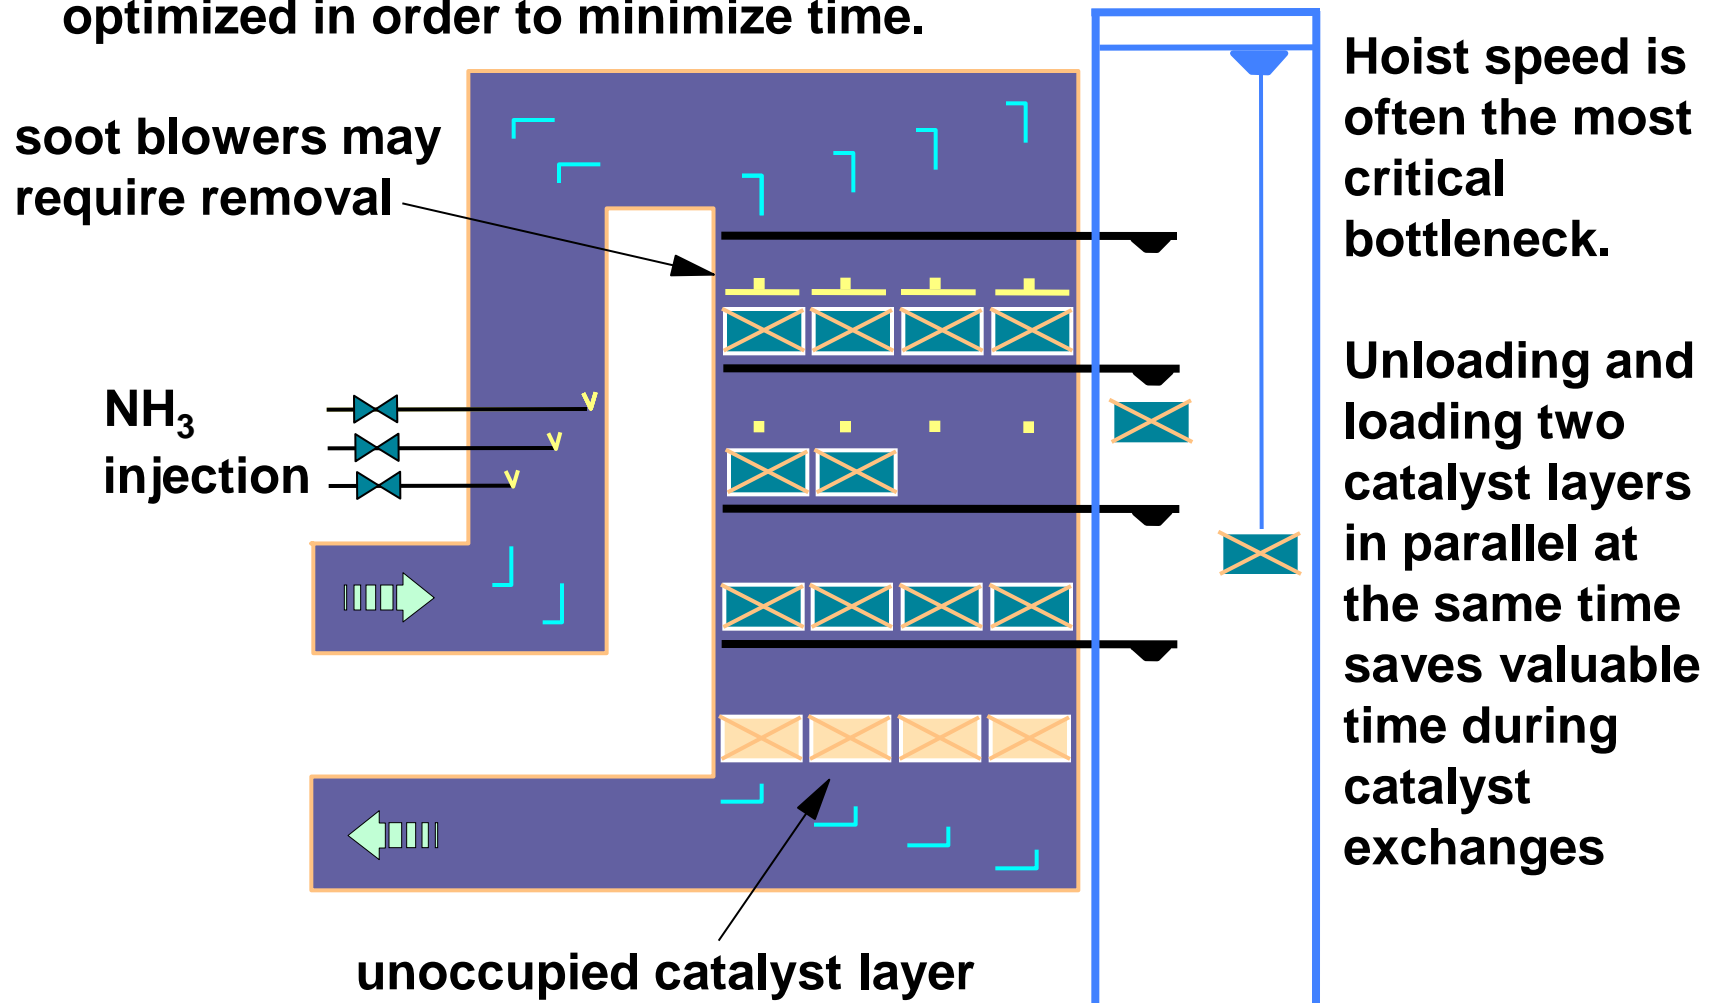 optimized in order to minimize time.
soot blowers may
require removal
NH₃
injection
unoccupied catalyst layer
Hoist speed is
often the most
critical
bottleneck.
Unloading and
loading two
catalyst layers
in parallel at
the same time
saves valuable
time during
catalyst
exchanges